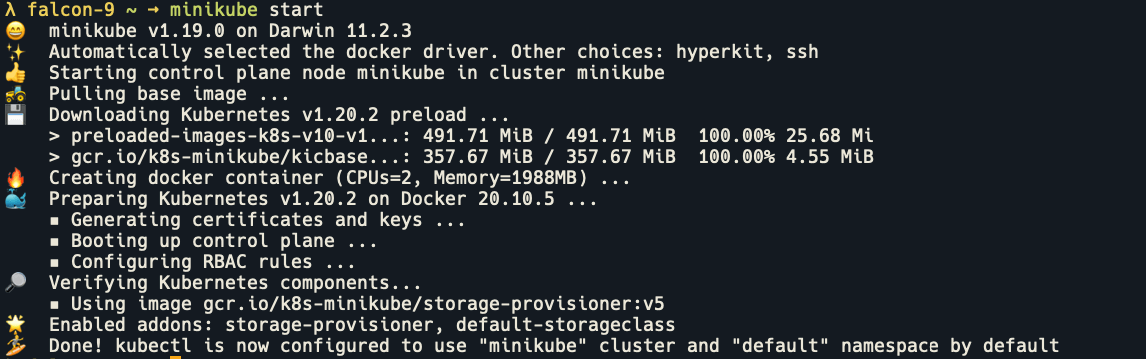 λ falcon-9 ~ → minikube start
😄 minikube v1.19.0 on Darwin 11.2.3
✨ Automatically selected the docker driver. Other choices: hyperkit, ssh
👍 Starting control plane node minikube in cluster minikube
🚜 Pulling base image ...
💾 Downloading Kubernetes v1.20.2 preload ...
> preloaded-images-k8s-v10-v1...: 491.71 MiB / 491.71 MiB 100.00% 25.68 Mi
> gcr.io/k8s-minikube/kicbase...: 357.67 MiB / 357.67 MiB 100.00% 4.55 MiB
🔥 Creating docker container (CPUs=2, Memory=1988MB) ...
🐳 Preparing Kubernetes v1.20.2 on Docker 20.10.5 ...
▪ Generating certificates and keys ...
▪ Booting up control plane ...
▪ Configuring RBAC rules ...
🔎 Verifying Kubernetes components...
▪ Using image gcr.io/k8s-minikube/storage-provisioner:v5
🌟 Enabled addons: storage-provisioner, default-storageclass
🏄 Done! kubectl is now configured to use "minikube" cluster and "default" namespace by default